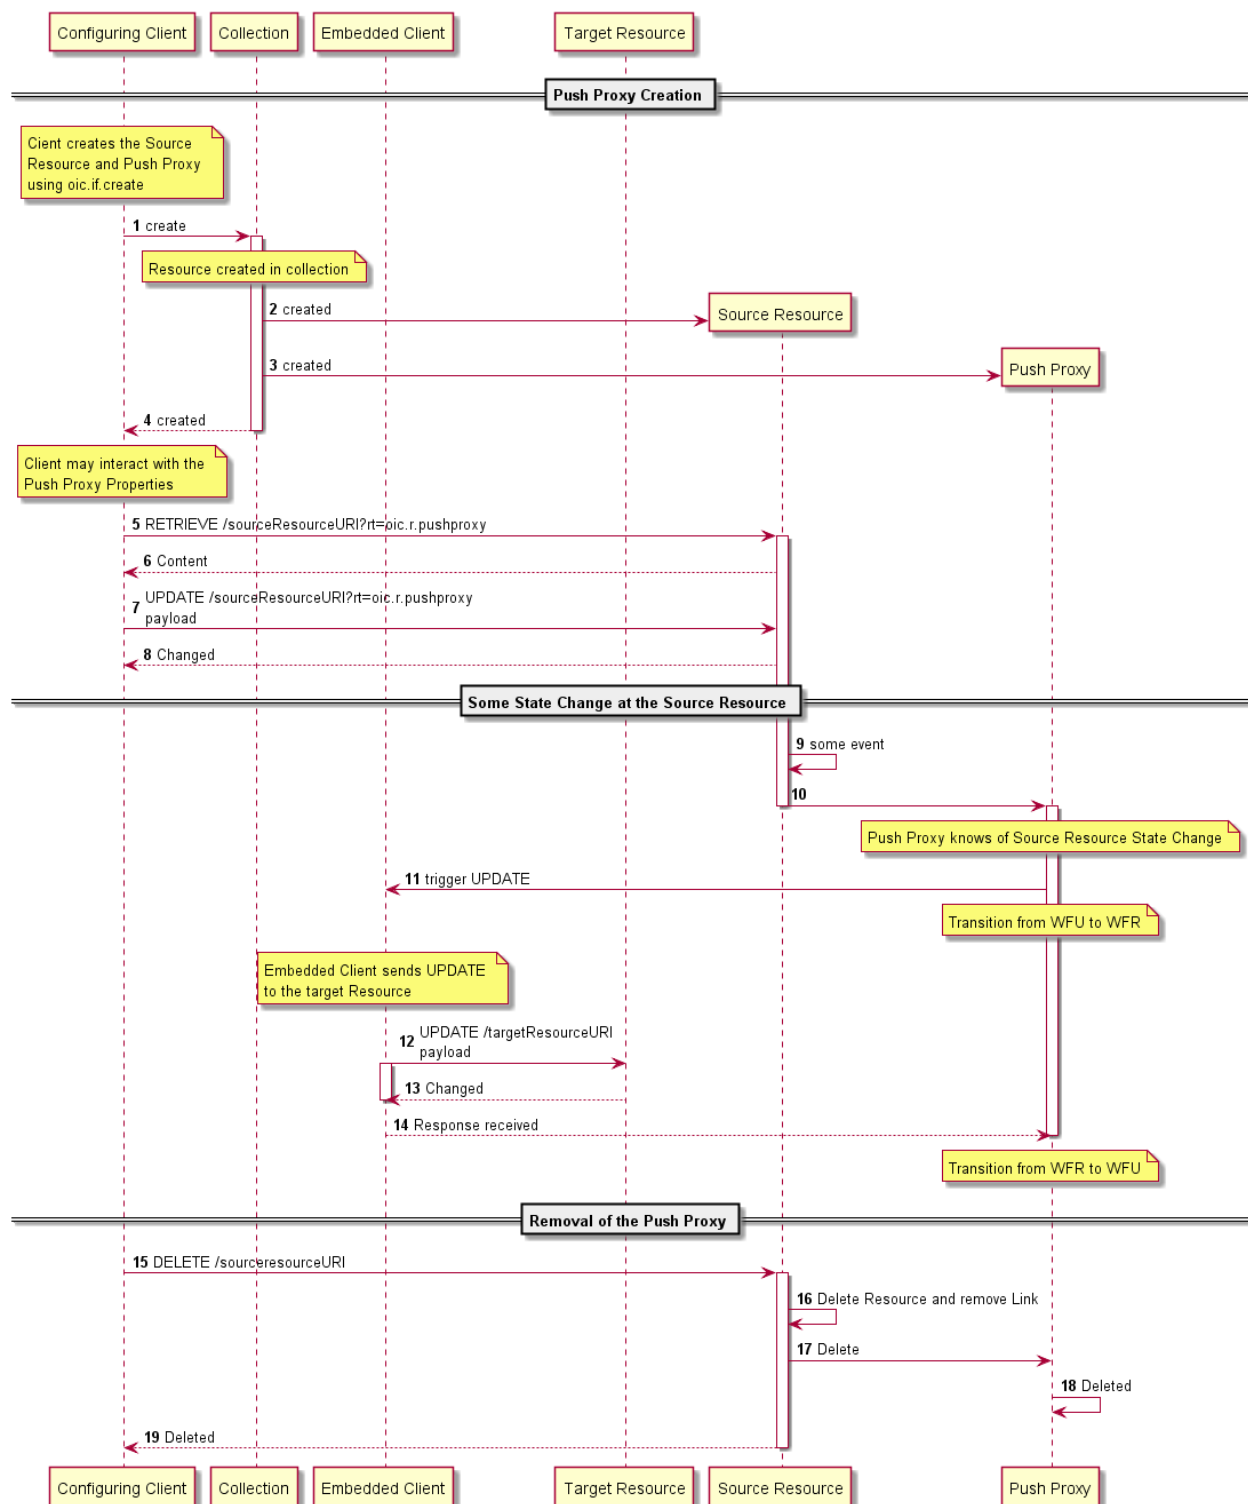 Configuring Client
Collection
Embedded Client
Target Resource
Push Proxy Creation
Cient creates the Source
Resource and Push Proxy
using oic.if.create
1 create
Resource created in collection
2 created
Source Resource
3 created
Push Proxy
4 created
Client may interact with the
Push Proxy Properties
5 RETRIEVE /sourceResourceURI?rt=oic.r.pushproxy
6 Content
7 UPDATE /sourceResourceURI?rt=oic.r.pushproxy
payload
8 Changed
Some State Change at the Source Resource
9 some event
10
Push Proxy knows of Source Resource State Change
11 trigger UPDATE
Transition from WFU to WFR
Embedded Client sends UPDATE
to the target Resource
12 UPDATE /targetResourceURI
payload
13 Changed
14 Response received
Transition from WFR to WFU
Removal of the Push Proxy
15 DELETE /sourceresourceURI
16 Delete Resource and remove Link
17 Delete
18 Deleted
19 Deleted
Configuring Client
Collection
Embedded Client
Target Resource
Source Resource
Push Proxy